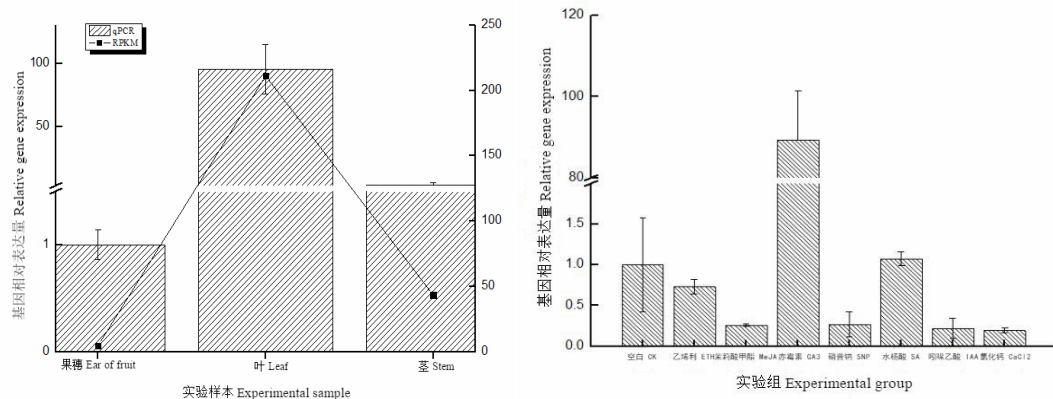 qPCR
RPKM
基因相对表达量 Relative gene expression
100
50
1
0
250
200
150
100
50
0
果穗 Ear of fruit
叶 Leaf
茎 Stem
实验样本 Experimental sample
基因相对表达量 Relative gene expression
120
100
80
1.5
1.0
0.5
0.0
空白 CK
乙烯利 ETH
茉莉酸甲酯 MeJA
赤霉素 GA3
硝普钠 SNP
水杨酸 SA
吲哚乙酸 IAA
氯化钙 CaCl2
实验组 Experimental group